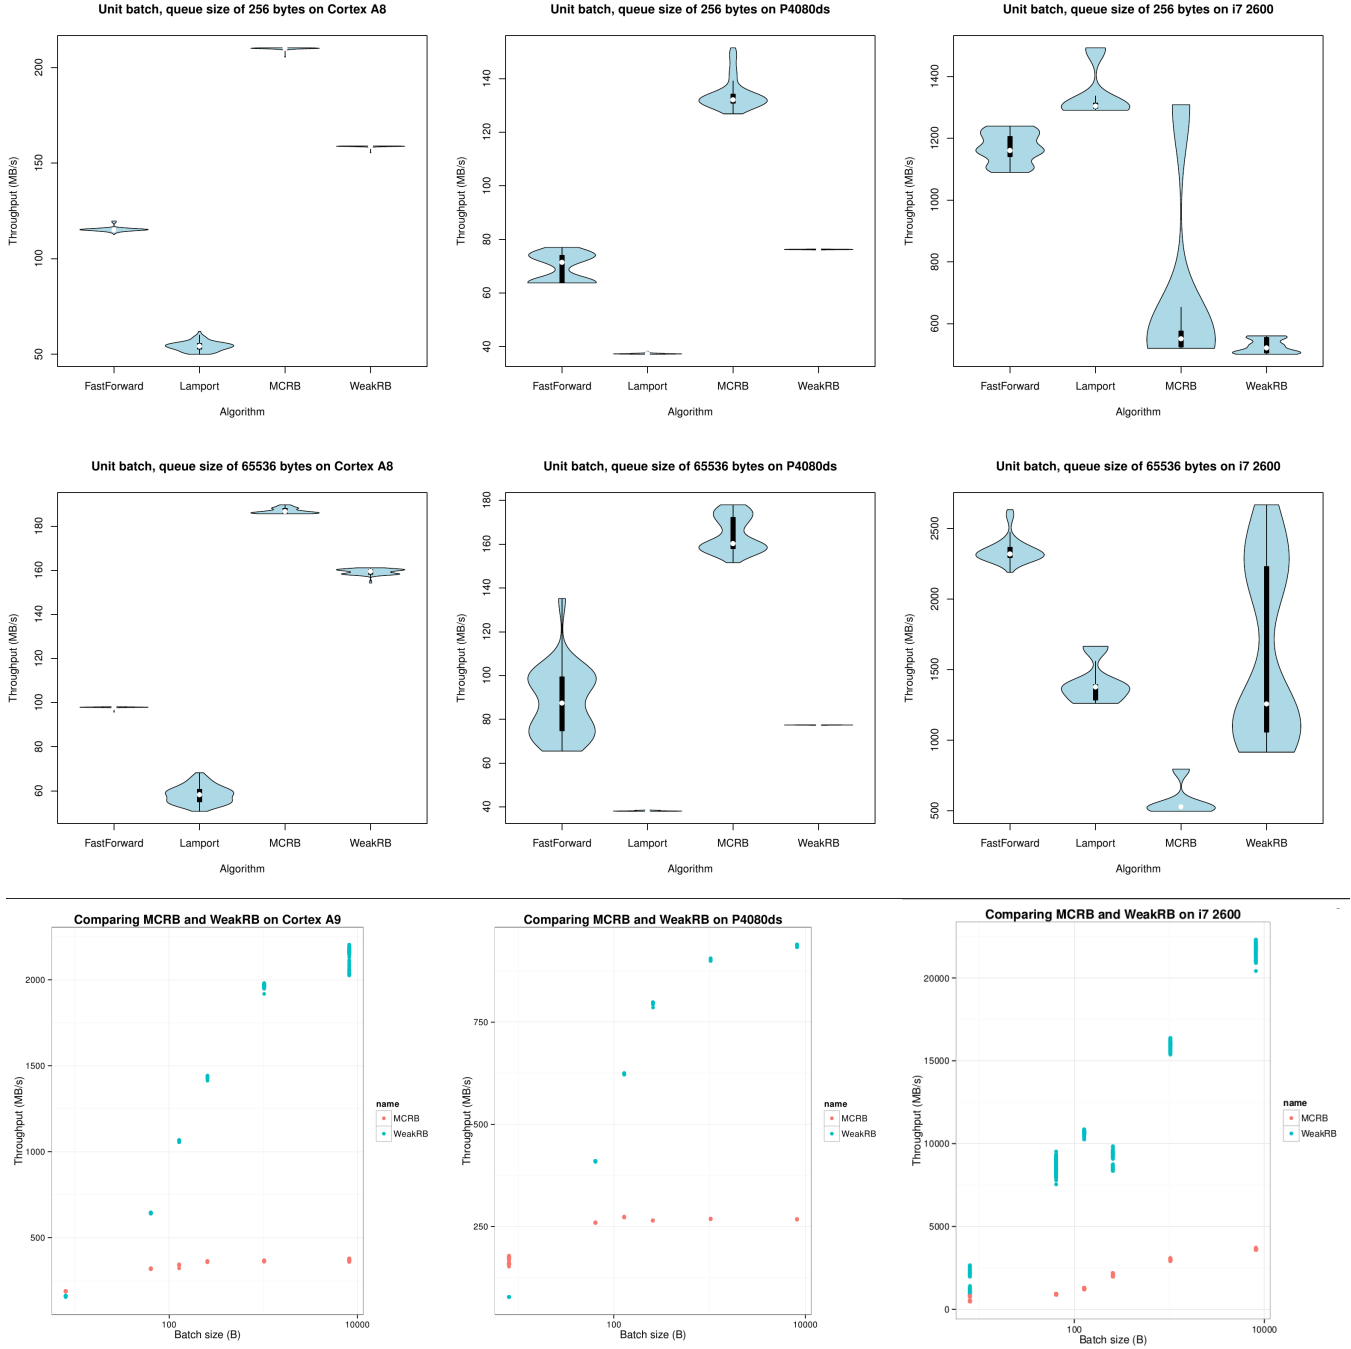 Unit batch, queue size of 256 bytes on Cortex A8
Throughput (MB/s)
50
100
150
200
FastForward
Lamport
MCRB
WeakRB
Algorithm
Unit batch, queue size of 256 bytes on P4080ds
Throughput (MB/s)
40
60
80
100
120
140
FastForward
Lamport
MCRB
WeakRB
Algorithm
Unit batch, queue size of 256 bytes on i7 2600
Throughput (MB/s)
600
800
1000
1200
1400
FastForward
Lamport
MCRB
WeakRB
Algorithm
Unit batch, queue size of 65536 bytes on Cortex A8
Throughput (MB/s)
60
80
100
120
140
160
180
FastForward
Lamport
MCRB
WeakRB
Algorithm
Unit batch, queue size of 65536 bytes on P4080ds
Throughput (MB/s)
40
60
80
100
120
140
160
180
FastForward
Lamport
MCRB
WeakRB
Algorithm
Unit batch, queue size of 65536 bytes on i7 2600
Throughput (MB/s)
500
1000
1500
2000
2500
FastForward
Lamport
MCRB
WeakRB
Algorithm
Comparing MCRB and WeakRB on Cortex A9
Throughput (MB/s)
2000
1500
1000
500
100
10000
Batch size (B)
name
MCRB
WeakRB
Comparing MCRB and WeakRB on P4080ds
Throughput (MB/s)
750
500
250
100
10000
Batch size (B)
name
MCRB
WeakRB
Comparing MCRB and WeakRB on i7 2600
Throughput (MB/s)
20000
15000
10000
5000
0
100
10000
Batch size (B)
name
MCRB
WeakRB